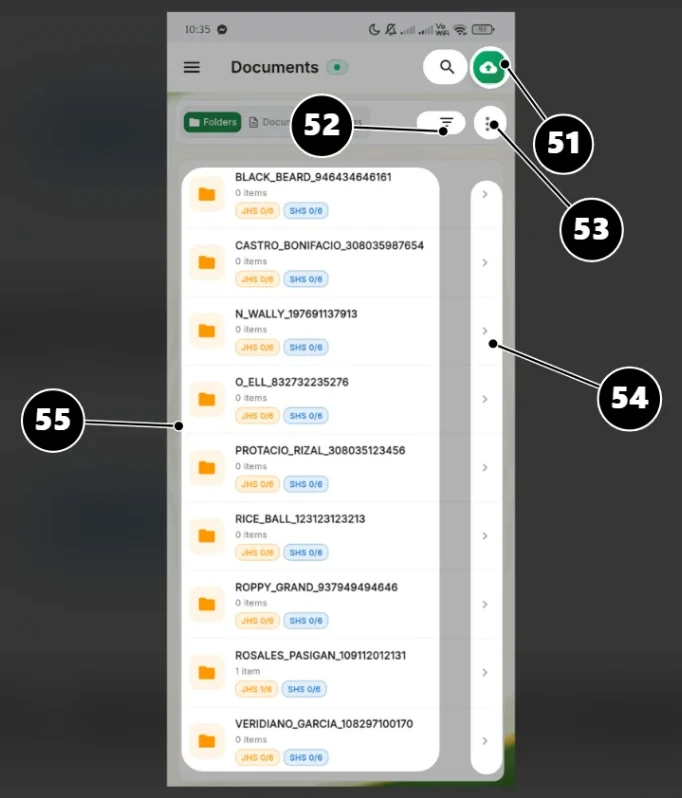 10:35
Vo
WiFi
93
Documents
Folders
52
51
53
BLACK_BEARD_946434646161
0 items
JHS 0/6 SHS 0/6
CASTRO_BONIFACIO_308035987654
0 items
JHS 0/6 SHS 0/6
N_WALLY_197691137913
0 items
JHS 0/6 SHS 0/6
54
O_ELL_832732235276
0 items
JHS 0/6 SHS 0/6
55
PROTACIO_RIZAL_308035123456
0 items
JHS 0/6 SHS 0/6
RICE_BALL_123123123213
0 items
JHS 0/6 SHS 0/6
ROPPY_GRAND_937949494646
0 items
JHS 0/6 SHS 0/6
ROSALES_PASIGAN_109112012131
1 item
JHS 1/6 SHS 0/6
VERIDIANO_GARCIA_108297100170
0 items
JHS 0/6 SHS 0/6